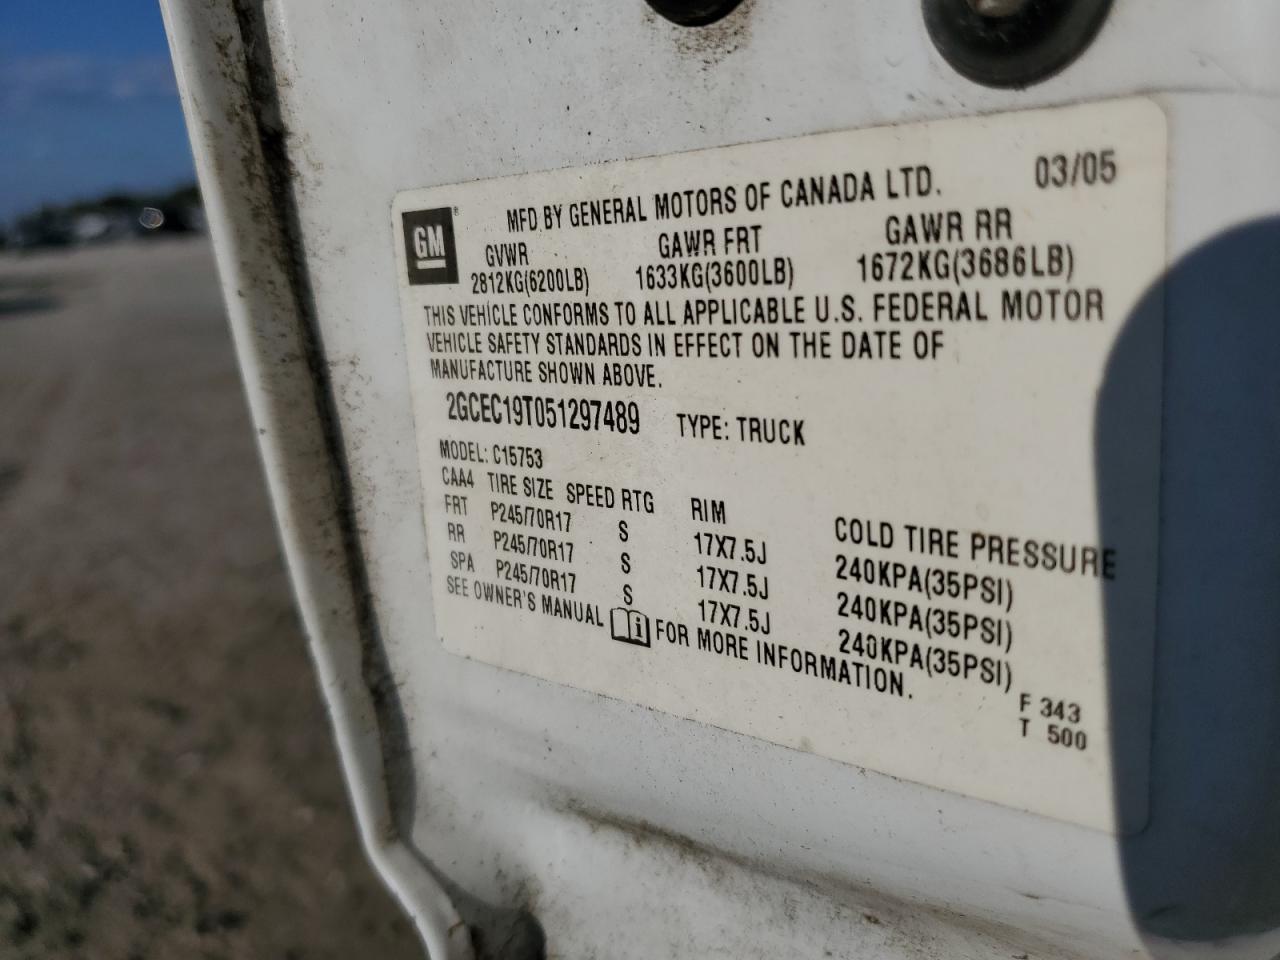 MFD BY GENERAL MOTORS OF CANADA LTD. 03/05
GM
GVWR GAWR FRT GAWR RR
2812KG(6200LB) 1633KG(3600LB) 1672KG(3686LB)
THIS VEHICLE CONFORMS TO ALL APPLICABLE U.S. FEDERAL MOTOR
VEHICLE SAFETY STANDARDS IN EFFECT ON THE DATE OF
MANUFACTURE SHOWN ABOVE.
2GCEC19T051297489 TYPE: TRUCK
MODEL: C15753
CAA4 TIRE SIZE SPEED RTG RIM COLD TIRE PRESSURE
FRT P245/70R17 S 17X7.5J 240KPA(35PSI)
RR P245/70R17 S 17X7.5J 240KPA(35PSI)
SPA P245/70R17 S 17X7.5J 240KPA(35PSI)
SEE OWNER'S MANUAL i FOR MORE INFORMATION.
F 343
T 500